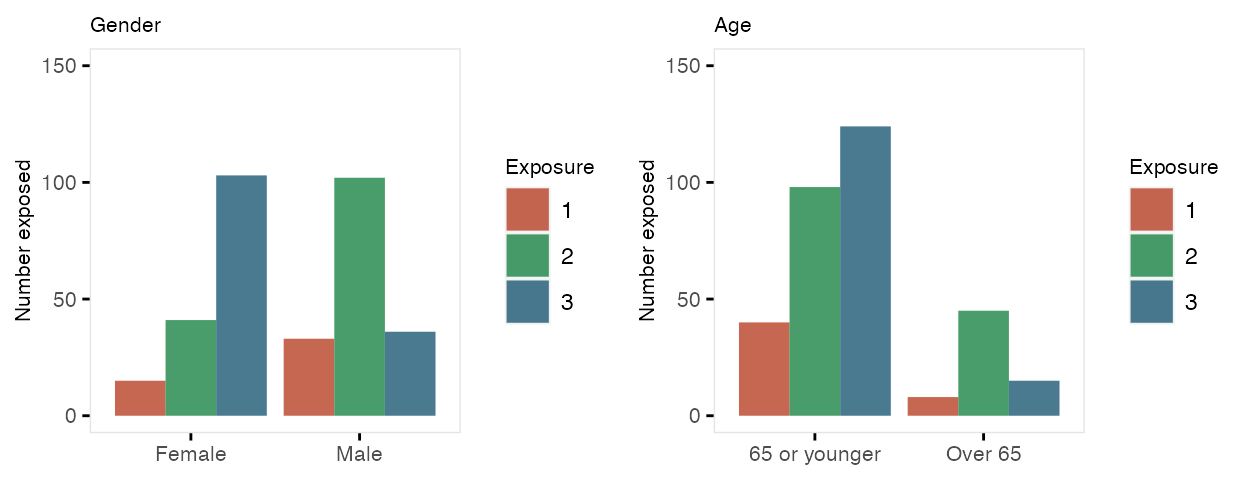 Gender
150
100
50
0
Number exposed
Female
Male
Exposure
1
2
3
Age
150
100
50
0
Number exposed
65 or younger
Over 65
Exposure
1
2
3